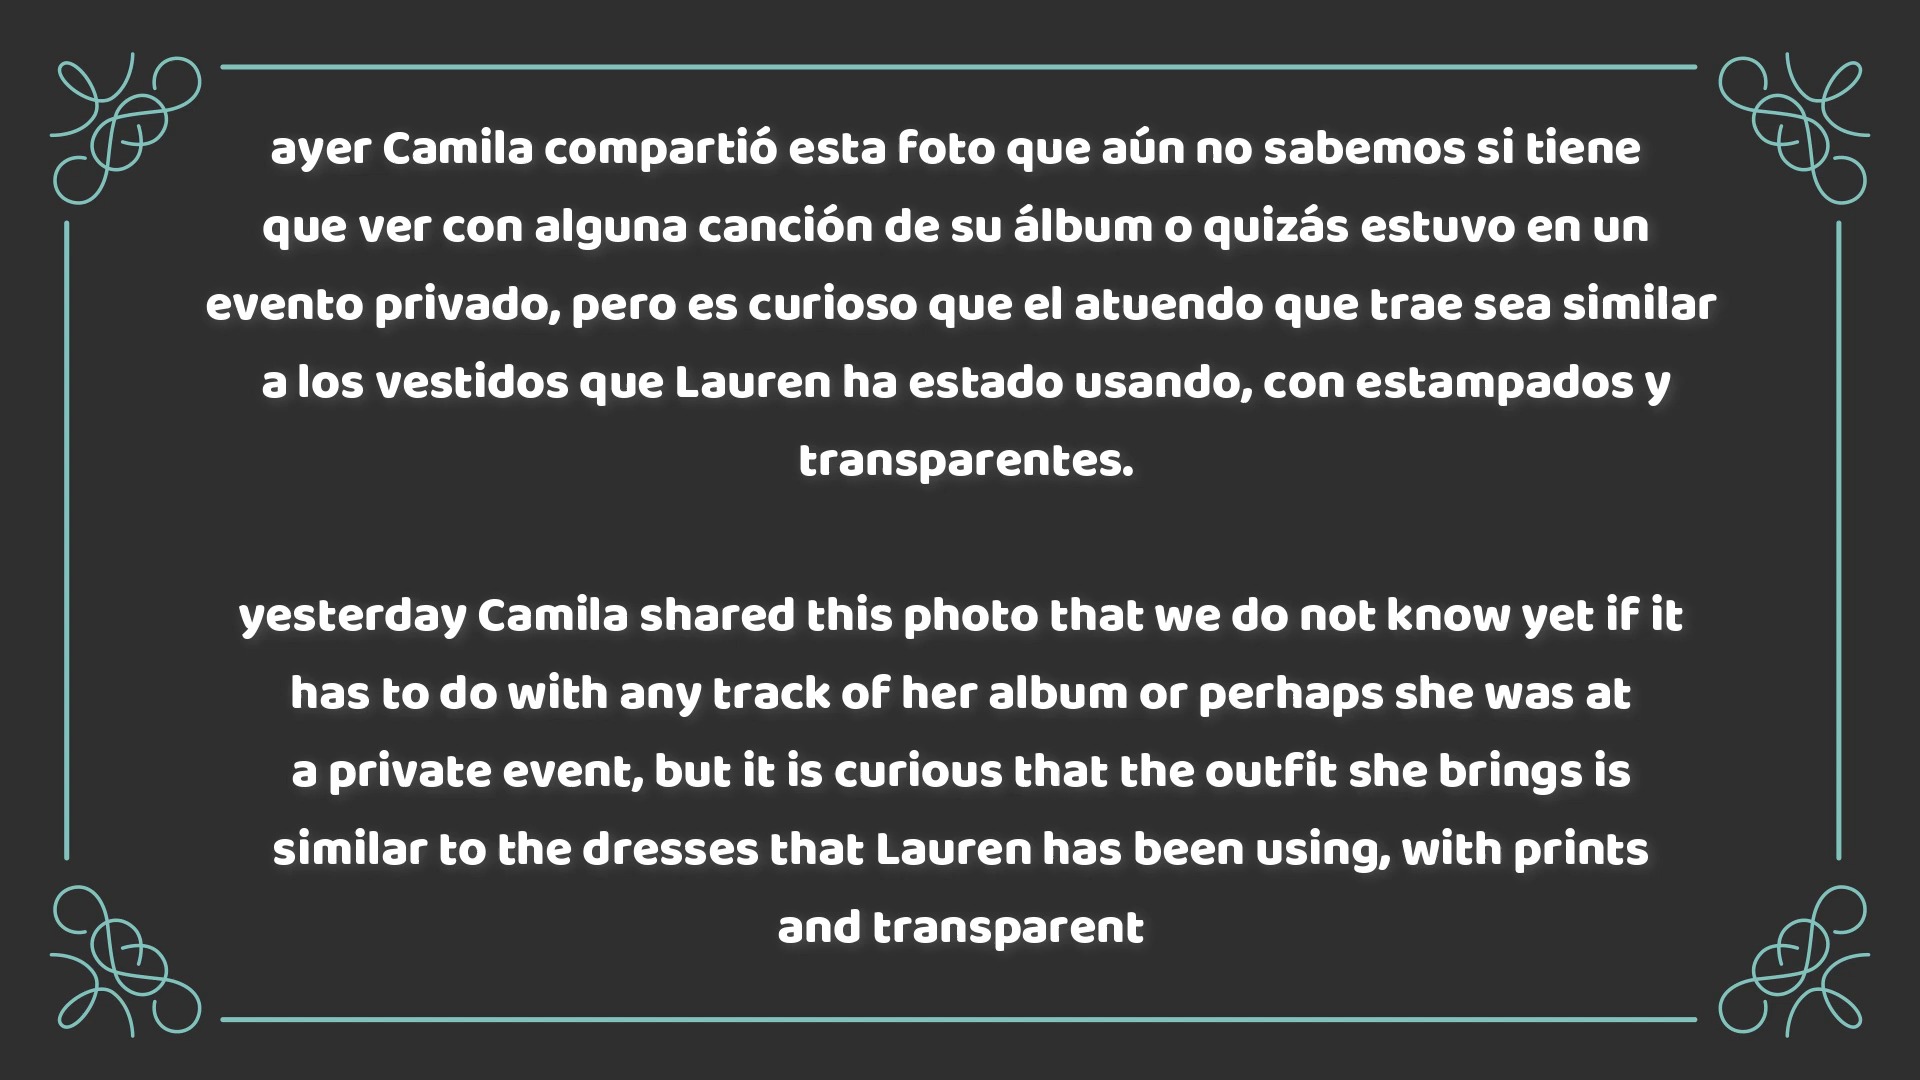 ayer Camila compartió esta foto que aún no sabemos si tiene
que ver con alguna canción de su álbum o quizás estuvo en un
evento privado, pero es curioso que el atuendo que trae sea similar
a los vestidos que Lauren ha estado usando, con estampados y
transparentes.
yesterday Camila shared this photo that we do not know yet if it
has to do with any track of her album or perhaps she was at
a private event, but it is curious that the outfit she brings is
similar to the dresses that Lauren has been using, with prints
and transparent